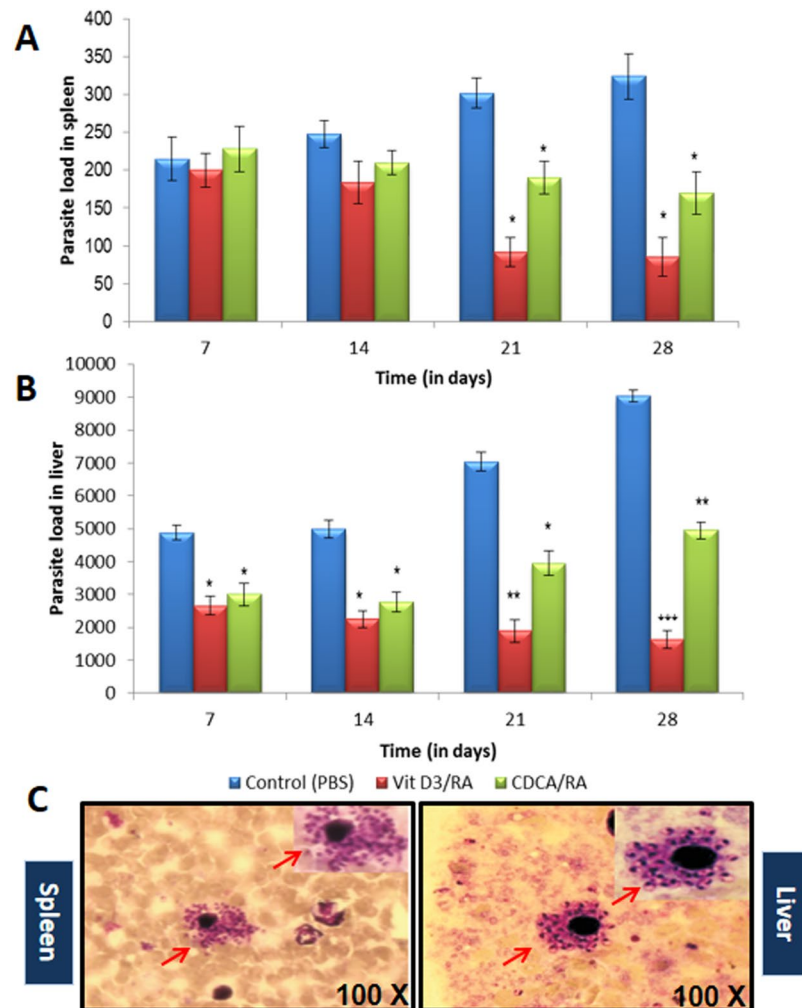 A
400
350
300
250
200
150
100
50
0
Parasite load in spleen
*
*
*
*
7 14 21 28
Time (in days)
B
10000
9000
8000
7000
6000
5000
4000
3000
2000
1000
0
Parasite load in liver
*
*
*
*
**
*
***
**
7 14 21 28
Time (in days)
Control (PBS) Vit D3/RA CDCA/RA
C
Spleen
100 X
100 X
Liver